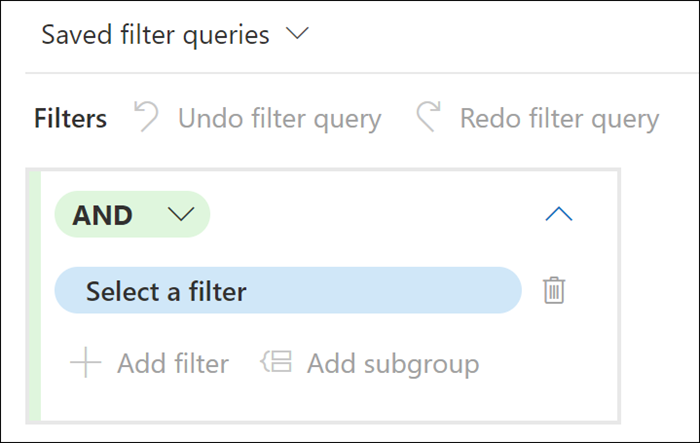 Saved filter queries
Filters Undo filter query Redo filter query
AND
Select a filter
Add filter Add subgroup